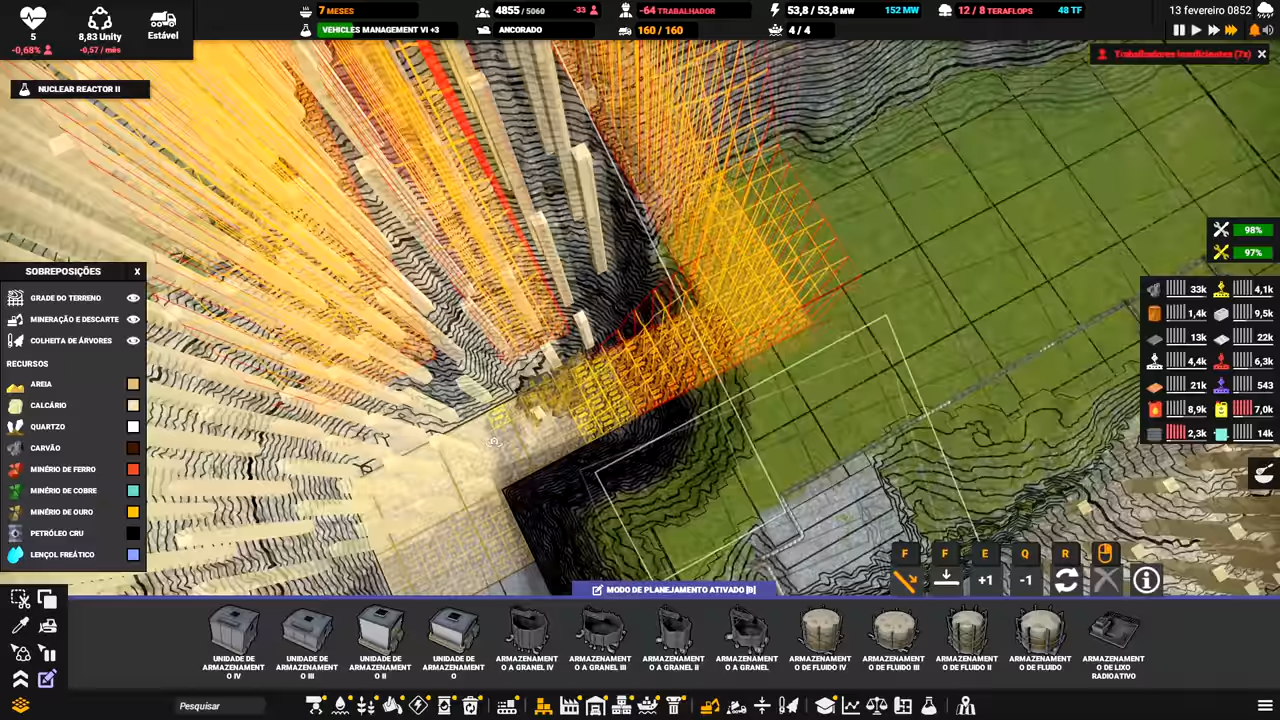 7 MESES
4855 / 5060
-33
-64 TRABALHADOR
53,8 / 53,8 MW
152 MW
12 / 8 TERAFLOPS
48 TF
13 fevereiro 0852
5
8,83 Unity
Estável
-0,68%
-0,57 / mês
VEHICLES MANAGEMENT VI +3
ANCORADO
160 / 160
4 / 4
Trabalhadores insuficientes (7x)
X
NUCLEAR REACTOR II
98%
97%
SOBREPOSIÇÕES
X
GRADE DO TERRENO
MINERAÇÃO E DESCARTE
COLHEITA DE ÁRVORES
RECURSOS
AREIA
CALCÁRIO
QUARTZO
CARVÃO
MINÉRIO DE FERRO
MINÉRIO DE COBRE
MINÉRIO DE OURO
PETRÓLEO CRU
LENÇOL FREÁTICO
33k
4,1k
1,4k
9,5k
13k
22k
4,4k
6,3k
21k
543
8,9k
7,0k
2,3k
14k
F
F
E
Q
R
+1
-1
MODO DE PLANEJAMENTO ATIVADO [B]
UNIDADE DE ARMAZENAMENTO IV
UNIDADE DE ARMAZENAMENTO III
UNIDADE DE ARMAZENAMENTO II
UNIDADE DE ARMAZENAMENTO
ARMAZENAMENTO A GRANEL IV
ARMAZENAMENTO A GRANEL III
ARMAZENAMENTO A GRANEL II
ARMAZENAMENTO A GRANEL
ARMAZENAMENTO DE FLUIDO IV
ARMAZENAMENTO DE FLUIDO III
ARMAZENAMENTO DE FLUIDO II
ARMAZENAMENTO DE FLUIDO
ARMAZENAMENTO DE LIXO RADIOATIVO
Pesquisar